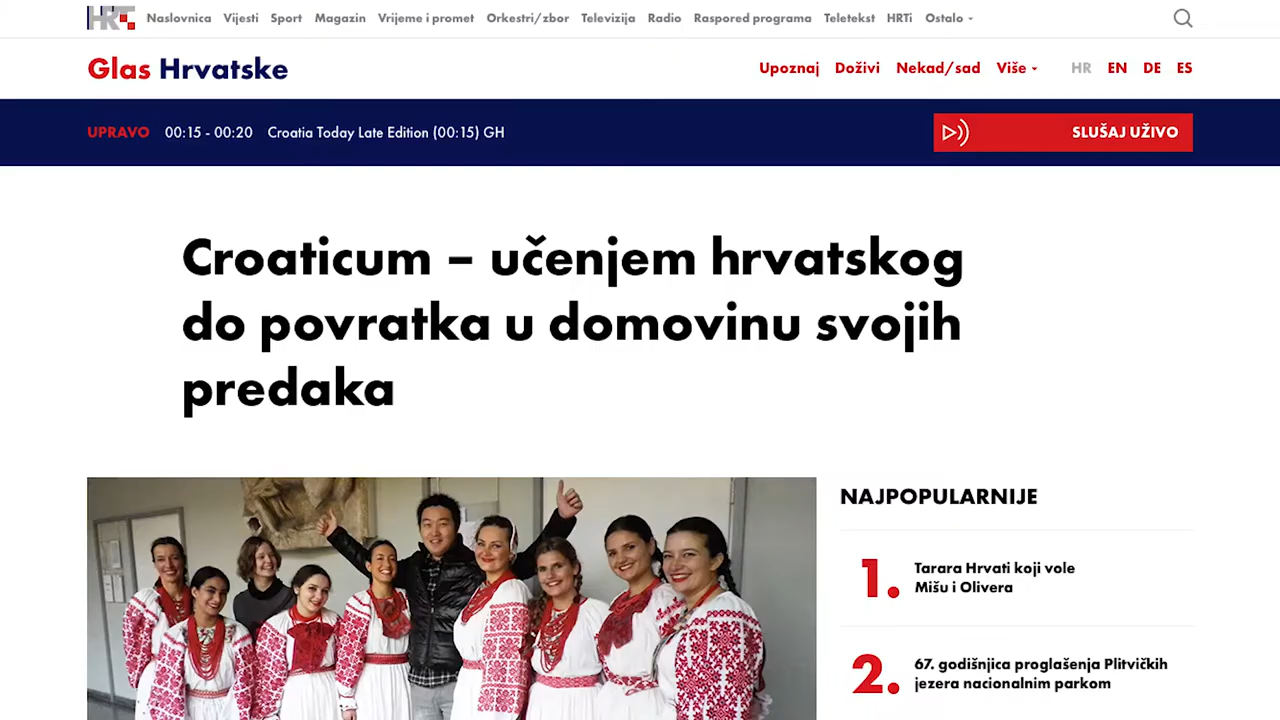 HRT Naslovnica Vijesti Sport Magazin Vrijeme i promet Orkestri/zbor Televizija Radio Raspored programa Teletekst HRTi Ostalo
Glas Hrvatske
Upoznaj Doživi Nekad/sad Više HR EN DE ES
UPRAVO 00:15 - 00:20 Croatia Today Late Edition (00:15) GH
SLUŠAJ UŽIVO
Croaticum – učenjem hrvatskog
do povratka u domovinu svojih
predaka
NAJPOPULARNIJE
1. Tarara Hrvati koji vole
Mišu i Olivera
2. 67. godišnjica proglašenja Plitvičkih
jezera nacionalnim parkom